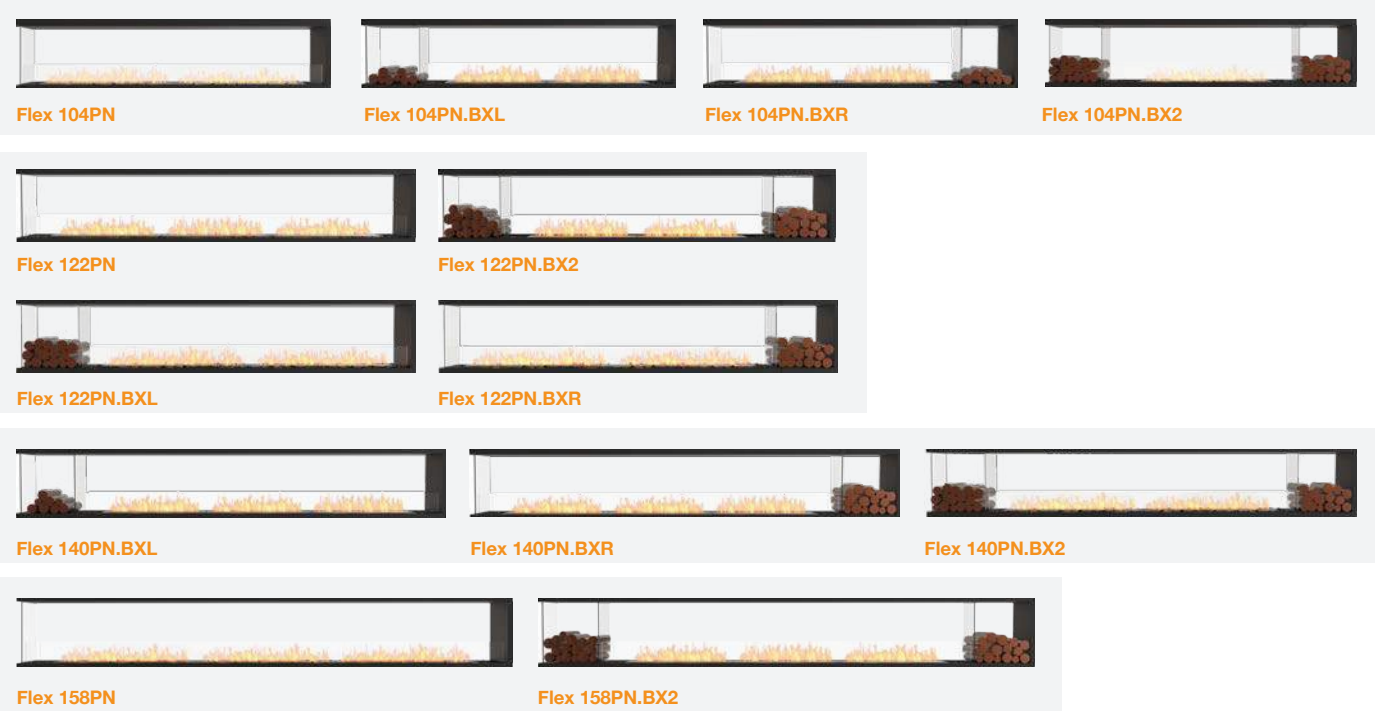 Flex 104PN
Flex 104PN.BXL
Flex 104PN.BXR
Flex 104PN.BX2
Flex 122PN
Flex 122PN.BX2
Flex 122PN.BXL
Flex 122PN.BXR
Flex 140PN.BXL
Flex 140PN.BXR
Flex 140PN.BX2
Flex 158PN
Flex 158PN.BX2